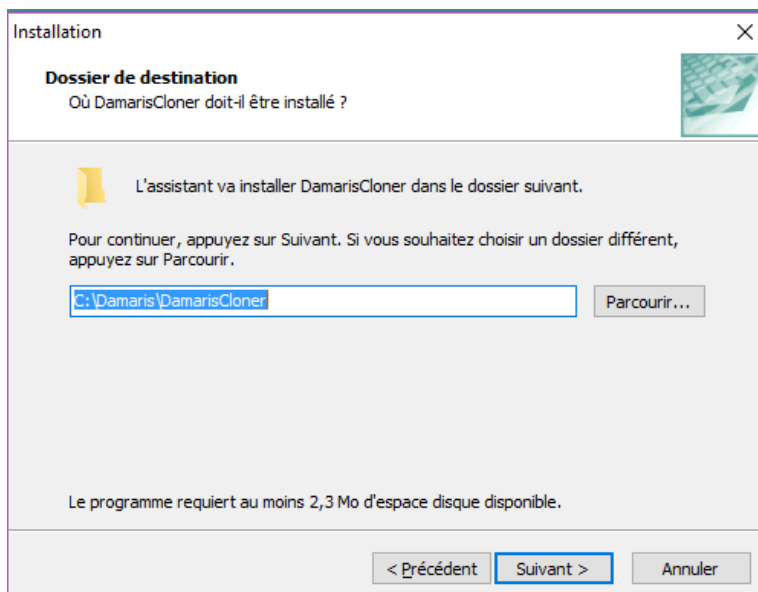 Installation
Dossier de destination
Où DamarisCloner doit-il être installé ?
L'assistant va installer DamarisCloner dans le dossier suivant.
Pour continuer, appuyez sur Suivant. Si vous souhaitez choisir un dossier différent,
appuyez sur Parcourir.
C:\Damaris\DamarisCloner
Parcourir...
Le programme requiert au moins 2,3 Mo d'espace disque disponible.
< Précédent
Suivant >
Annuler